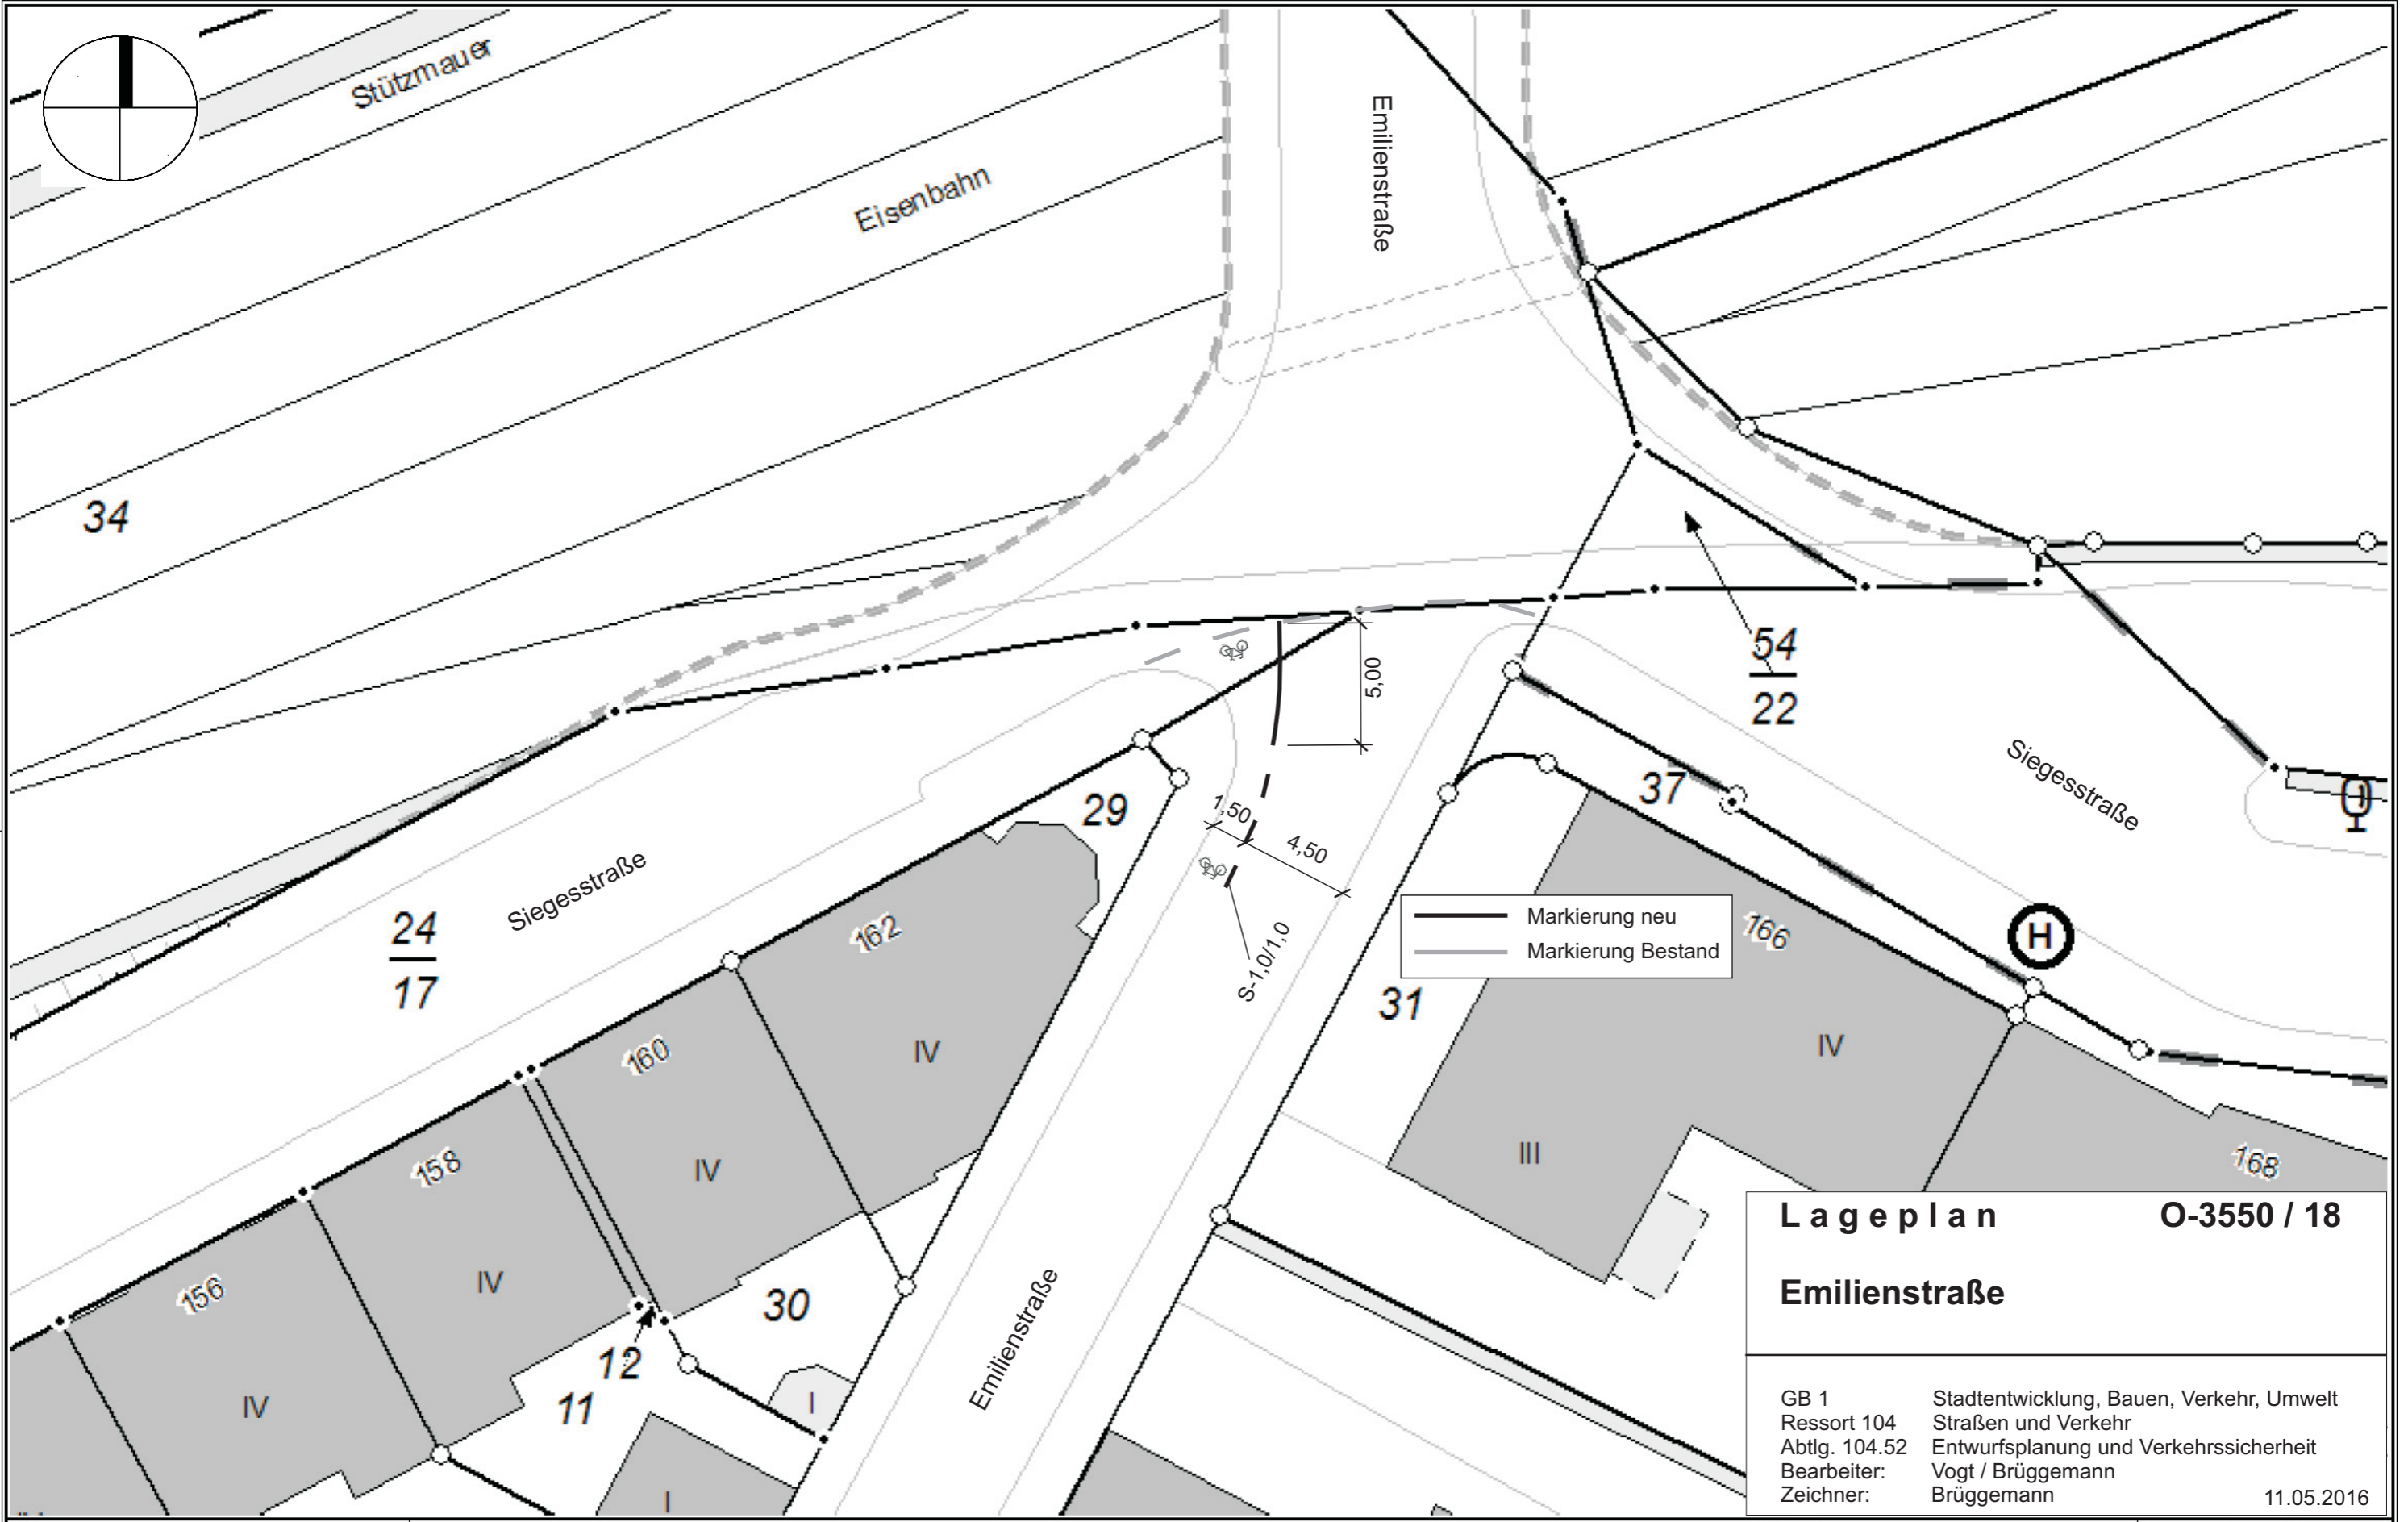 Stützmauer
Eisenbahn
Emilienstraße
34
5,00
54
22
Siegesstraße
37
29
1,50
4,50
Siegesstraße
24
17
162
S-1,0/1,0
Markierung neu
Markierung Bestand
166
H
31
160
IV
IV
158
IV
III
168
156
IV
30
12
11
IV
I
I
Emilienstraße
Lageplan O-3550 / 18
Emilienstraße
GB 1 Stadtentwicklung, Bauen, Verkehr, Umwelt
Ressort 104 Straßen und Verkehr
Abtlg. 104.52 Entwurfsplanung und Verkehrssicherheit
Bearbeiter: Vogt / Brüggemann
Zeichner: Brüggemann 11.05.2016